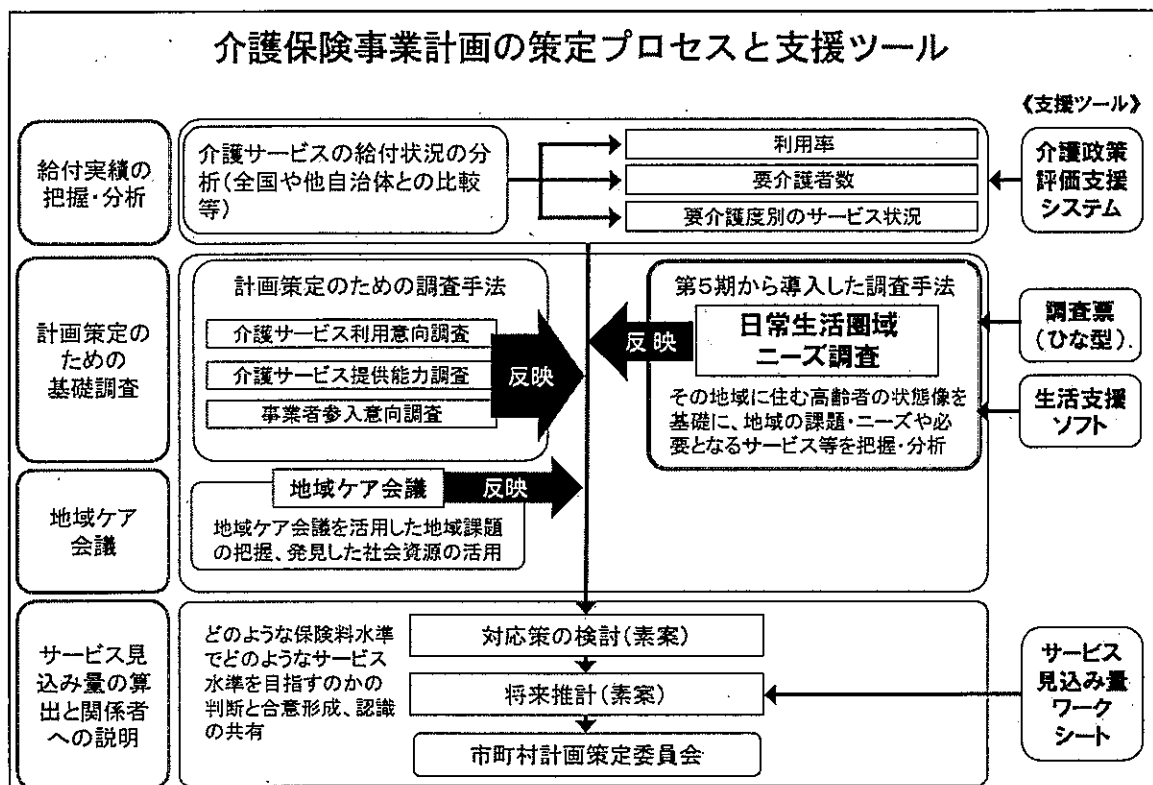 介護保険事業計画の策定プロセスと支援ツール
《支援ツール》
給付実績の
把握・分析
介護サービスの給付状況の分
析(全国や他自治体との比較
等)
利用率
要介護者数
要介護度別のサービス状況
介護政策
評価支援
システム
計画策定の
ための
基礎調査
計画策定のための調査手法
介護サービス利用意向調査
介護サービス提供能力調査
事業者参入意向調査
反映
反映
第5期から導入した調査手法
日常生活圏域
ニーズ調査
その地域に住む高齢者の状態像を
基礎に、地域の課題・ニーズや必
要となるサービス等を把握・分析
調査票
(ひな型)
生活支援
ソフト
地域ケア
会議
地域ケア会議
反映
地域ケア会議を活用した地域課題
の把握、発見した社会資源の活用
サービス見
込み量の算
出と関係者
への説明
どのような保険料水準
でどのようなサービス
水準を目指すのかの
判断と合意形成、認識
の共有
対応策の検討(素案)
将来推計(素案)
市町村計画策定委員会
サービス
見込み量
ワーク
シート